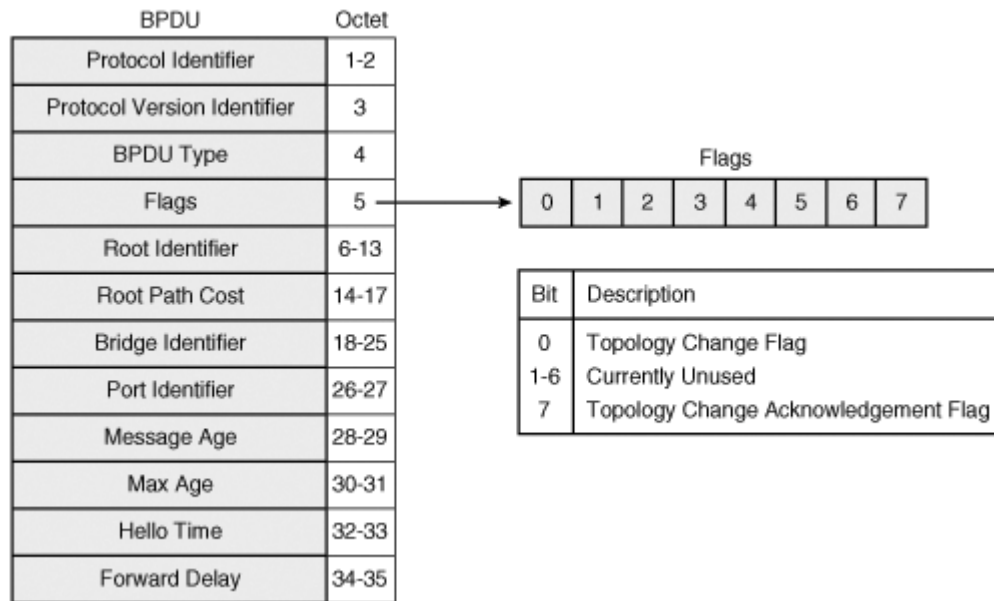 BPDU Octet
Protocol Identifier 1-2
Protocol Version Identifier 3
BPDU Type 4
Flags 5
Root Identifier 6-13
Root Path Cost 14-17
Bridge Identifier 18-25
Port Identifier 26-27
Message Age 28-29
Max Age 30-31
Hello Time 32-33
Forward Delay 34-35
Flags
0 1 2 3 4 5 6 7
Bit Description
0 Topology Change Flag
1-6 Currently Unused
7 Topology Change Acknowledgement Flag